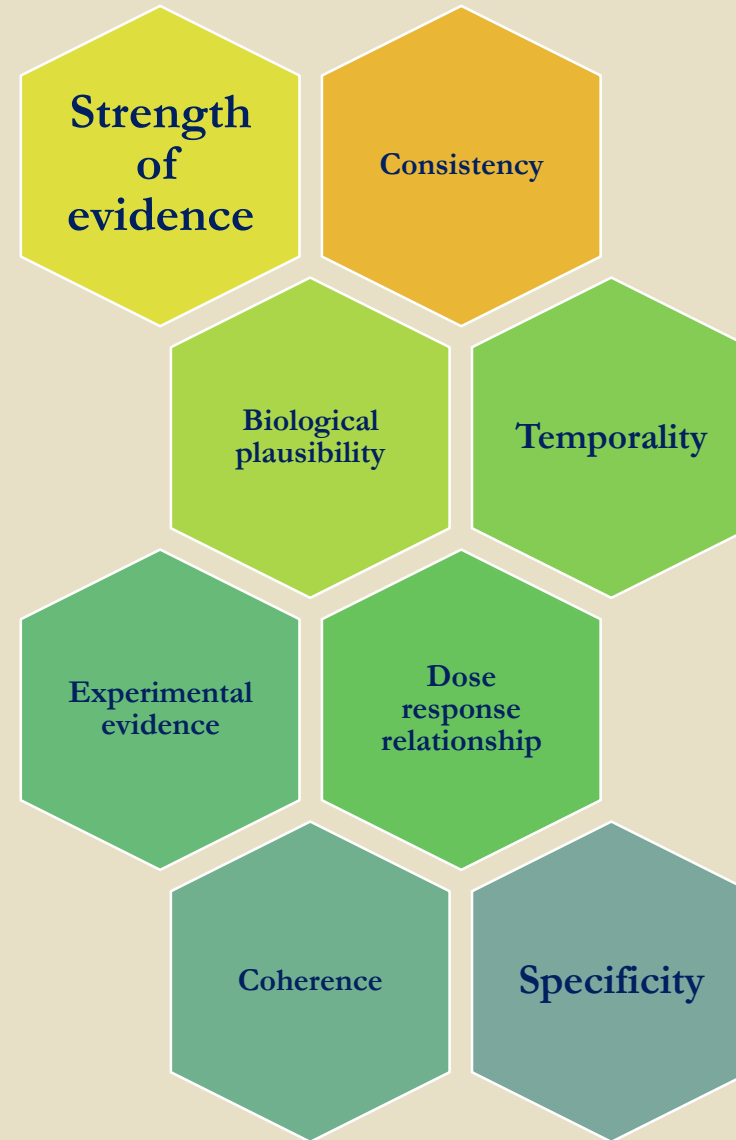 Strength
of
evidence
Consistency
Biological
plausibility
Temporality
Experimental
evidence
Dose
response
relationship
Coherence
Specificity